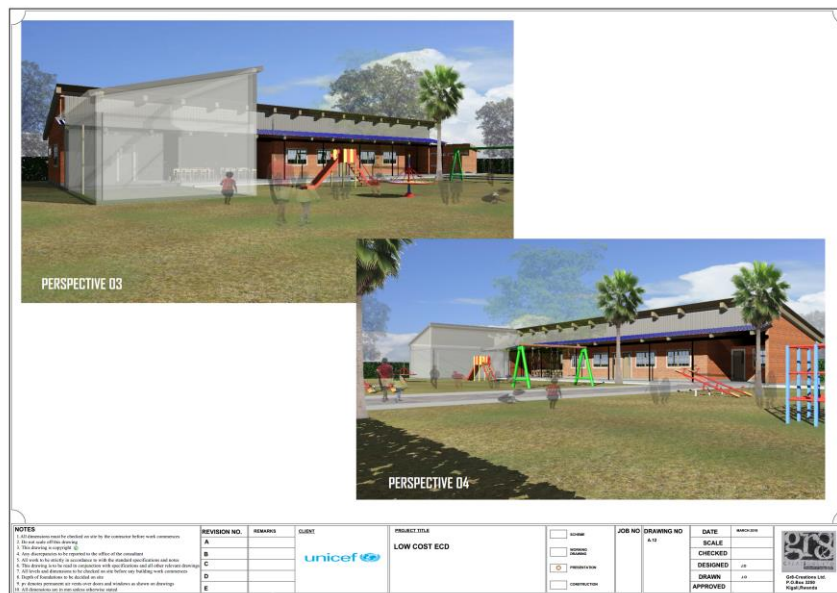 PERSPECTIVE 03
PERSPECTIVE 04
NOTES
1. All dimensions must be checked on site by the contractor before work commences
2. Do not scale off this drawing
3. This drawing is copyright ©
4. Any discrepancies to be reported to the office of the consultant
5. All work to be strictly in accordance to with the standard specifications and notes
6. This drawing is to be read in conjunction with specifications and all other relevant drawings
7. All levels and dimensions to be checked on site before any building work commences
8. Depth of Foundations to be decided on site
9. pv denotes permanent air vents over doors and windows as shown on drawings
10. All dimensions are in mm unless otherwise stated
REVISION NO.
REMARKS
A
B
C
D
E
CLIENT
unicef
PROJECT TITLE
LOW COST ECD
SCHEME
WORKING DRAWING
PRESENTATION
CONSTRUCTION
JOB NO
DRAWING NO
A-12
DATE
SCALE
CHECKED
DESIGNED
DRAWN
APPROVED
gr8
Gr8-Creations Ltd
P.O.Box 3250
Kigali,Rwanda